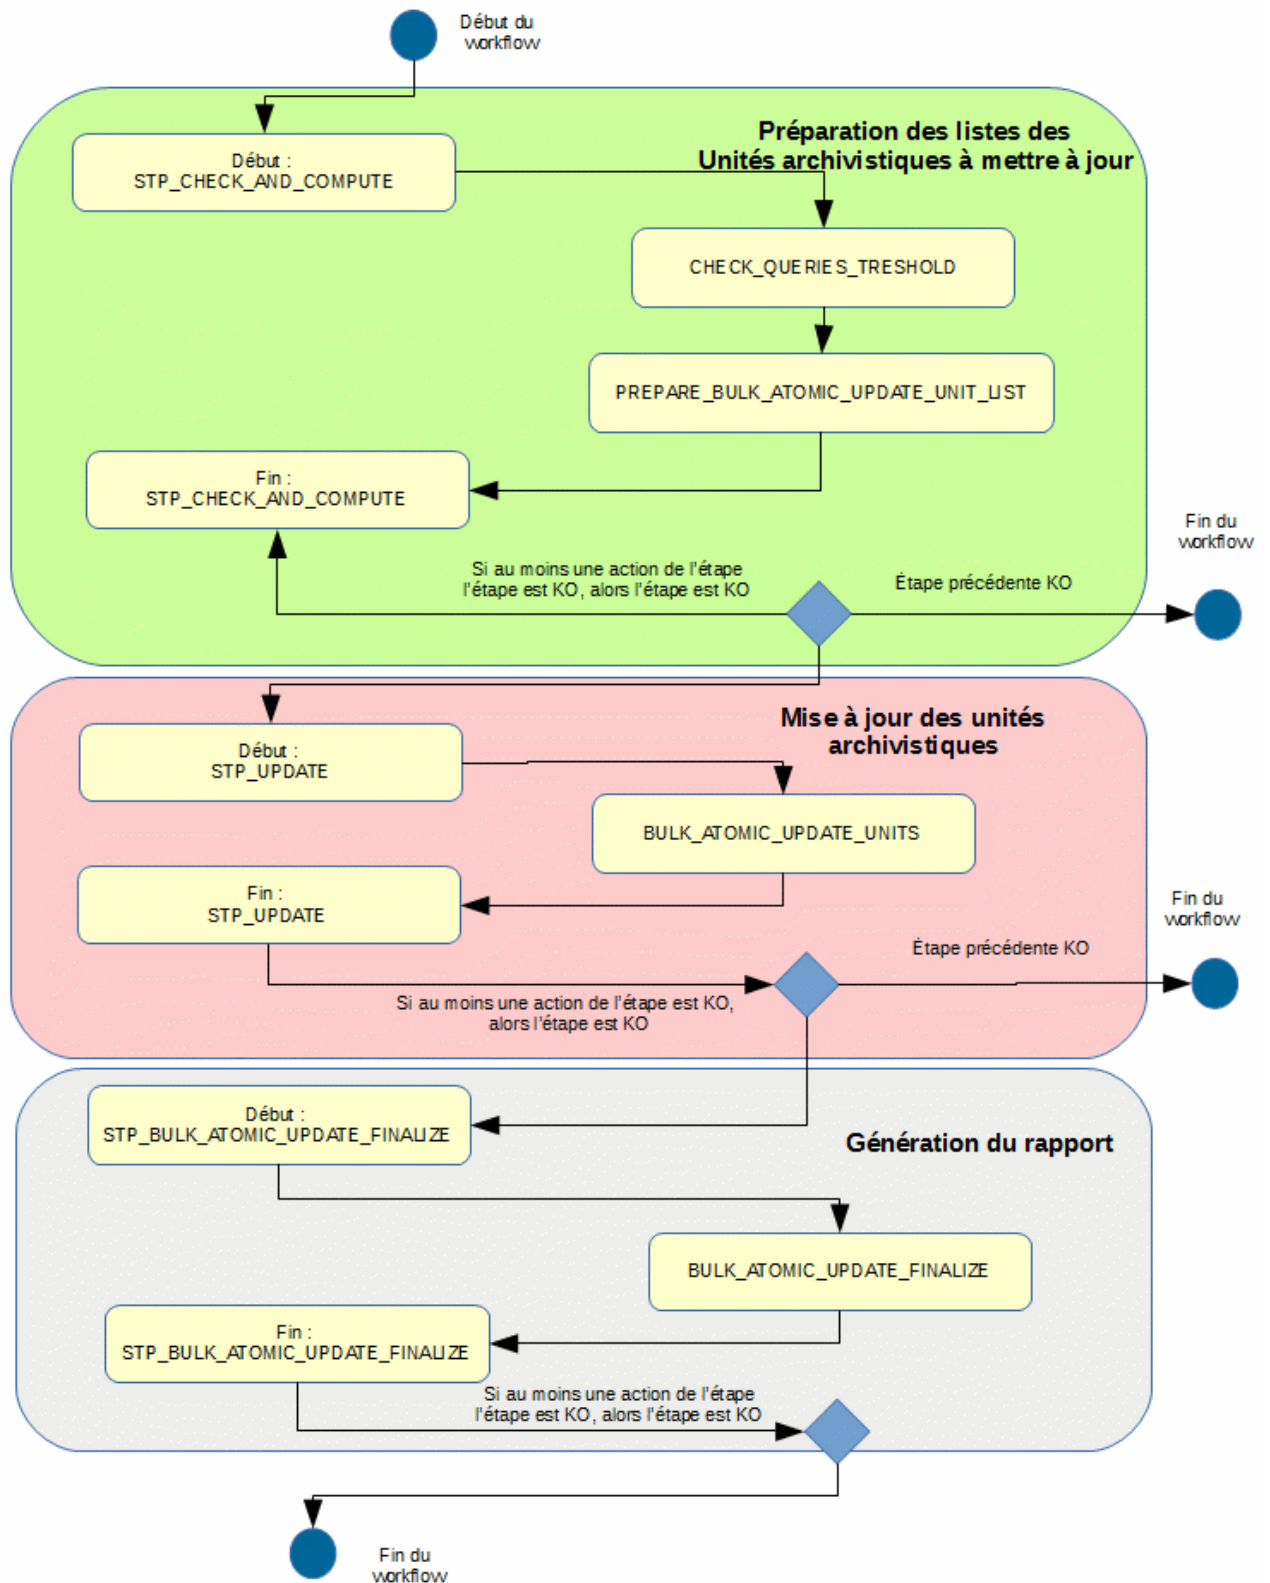 Début du
workflow
Préparation des listes des
Unités archivistiques à mettre à jour
Début :
STP_CHECK_AND_COMPUTE
CHECK_QUERIES_TRESHOLD
PREPARE_BULK_ATOMIC_UPDATE_UNIT_LIST
Fin :
STP_CHECK_AND_COMPUTE
Fin du
workflow
Si au moins une action de l'étape
l'étape est KO, alors l'étape est KO
Étape précédente KO
Mise à jour des unités
archivistiques
Début :
STP_UPDATE
BULK_ATOMIC_UPDATE_UNITS
Fin :
STP_UPDATE
Fin du
workflow
Étape précédente KO
Si au moins une action de l'étape est KO,
alors l'étape est KO
Début :
STP_BULK_ATOMIC_UPDATE_FINALIZE
Génération du rapport
BULK_ATOMIC_UPDATE_FINALIZE
Fin :
STP_BULK_ATOMIC_UPDATE_FINALIZE
Si au moins une action de l'étape
l'étape est KO, alors l'étape est KO
Fin du
workflow